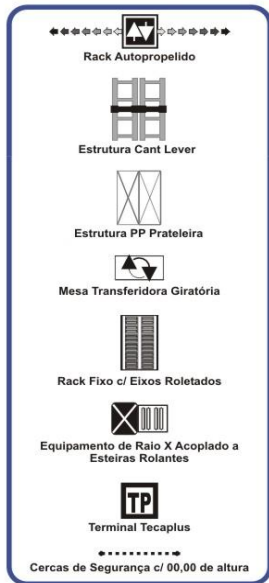 Rack Autopropelido
Estrutura Cant Lever
Estrutura PP Prateleira
Mesa Transferidora Giratória
Rack Fixo c/ Eixos Roletados
Equipamento de Raio X Acoplado a
Esteiras Rolantes
TP
Terminal Tecaplus
Cercas de Segurança c/ 00,00 de altura